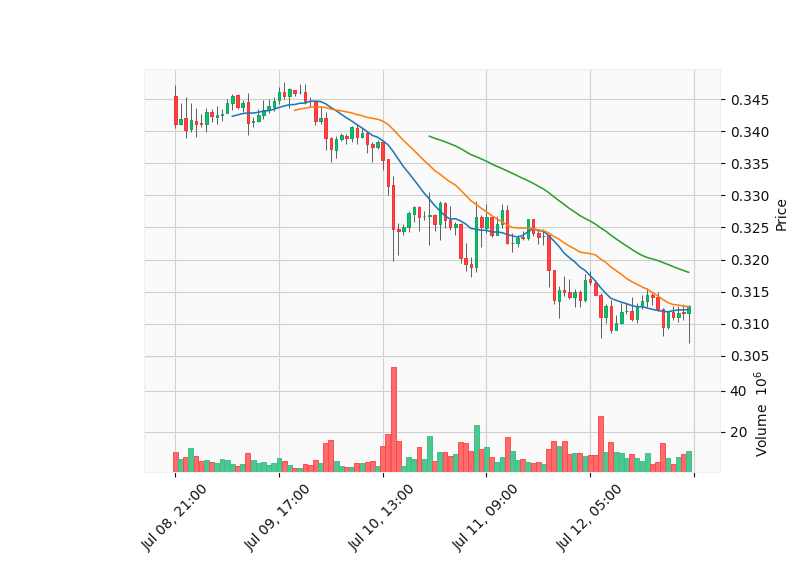 0.345
0.340
0.335
0.330
0.325
0.320
0.315
0.310
0.305
Price
40
20
Volume 10^6
Jul 08, 21:00
Jul 09, 17:00
Jul 10, 13:00
Jul 11, 09:00
Jul 12, 05:00